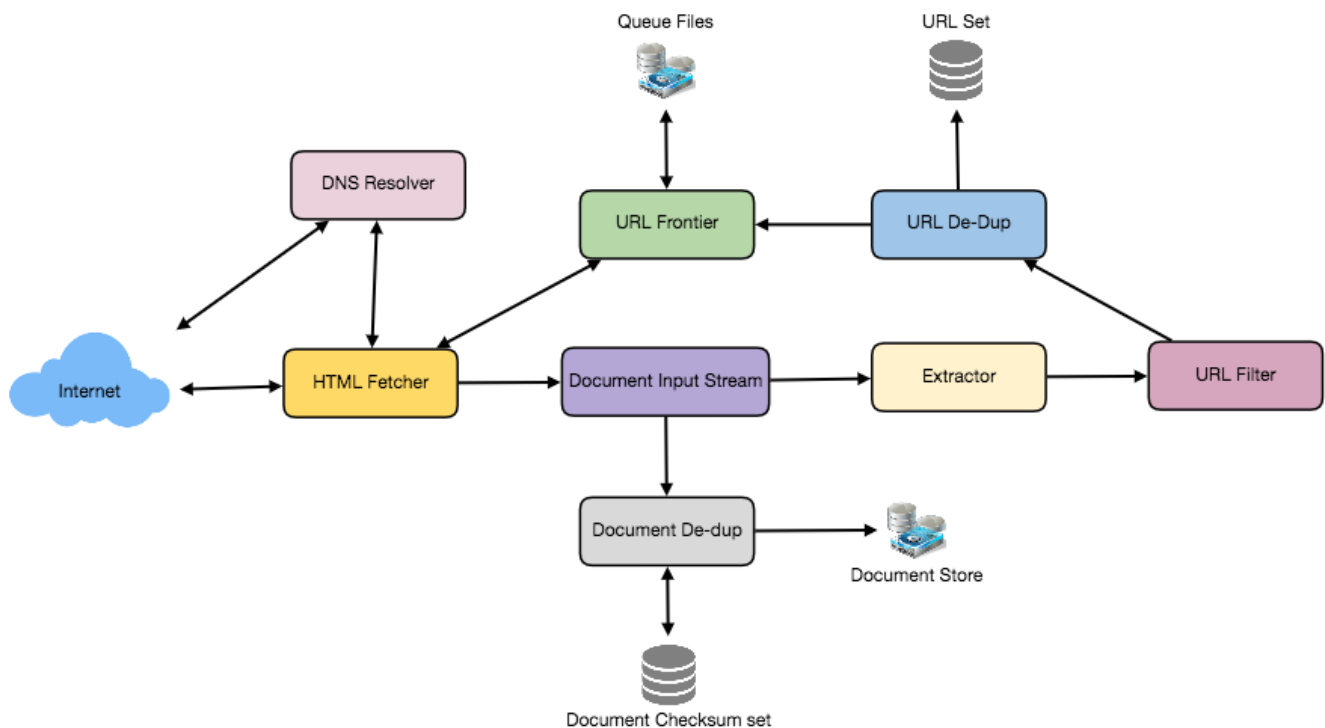 Queue Files
URL Set
DNS Resolver
URL Frontier
URL De-Dup
Internet
HTML Fetcher
Document Input Stream
Extractor
URL Filter
Document De-dup
Document Store
Document Checksum set